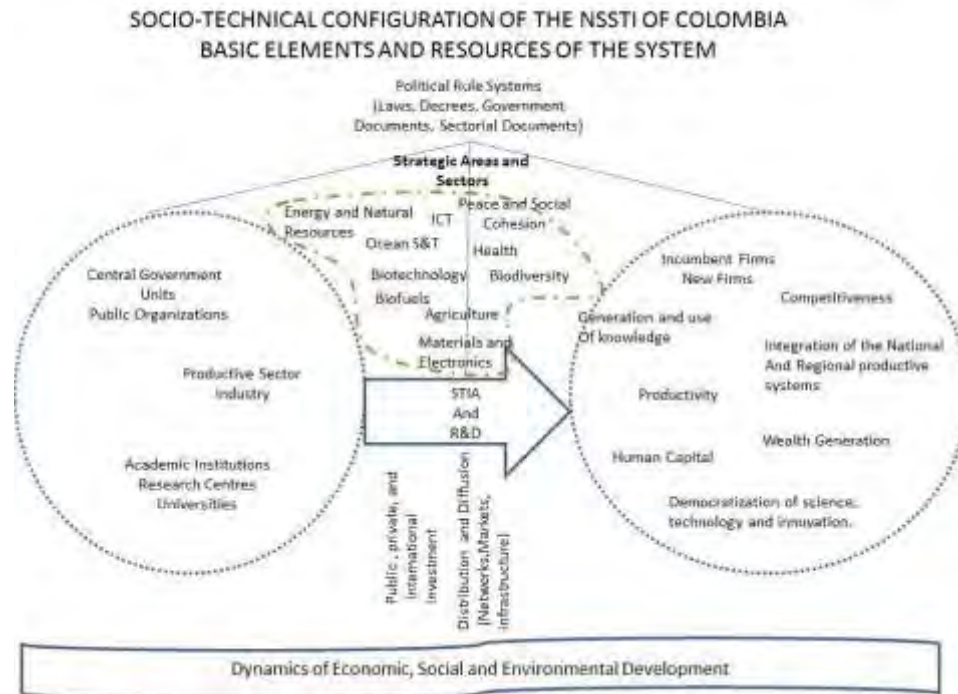 SOCIO-TECHNICAL CONFIGURATION OF THE NSSTI OF COLOMBIA
BASIC ELEMENTS AND RESOURCES OF THE SYSTEM
Political Rule Systems
(Laws, Decrees, Government
Documents, Sectorial Documents)
Strategic Areas and
Sectors
Energy and Natural
Resources
ICT
Peace and Social
Cohesion
Ocean S&T
Health
Biotechnology
Biodiversity
Biofuels
Agriculture
Materials and
Electronics
Central Government
Units
Public Organizations
Productive Sector
Industry
Academic Institutions
Research Centres
Universities
STIA
And
R&D
Public, private, and
international
investment
Distribution and Diffusion
(Networks, Markets,
infrastructure)
Incumbent Firms
New Firms
Competitiveness
Generation and use
Of knowledge
Integration of the National
And Regional productive
systems
Productivity
Wealth Generation
Human Capital
Democratization of science,
technology and innovation.
Dynamics of Economic, Social and Environmental Development